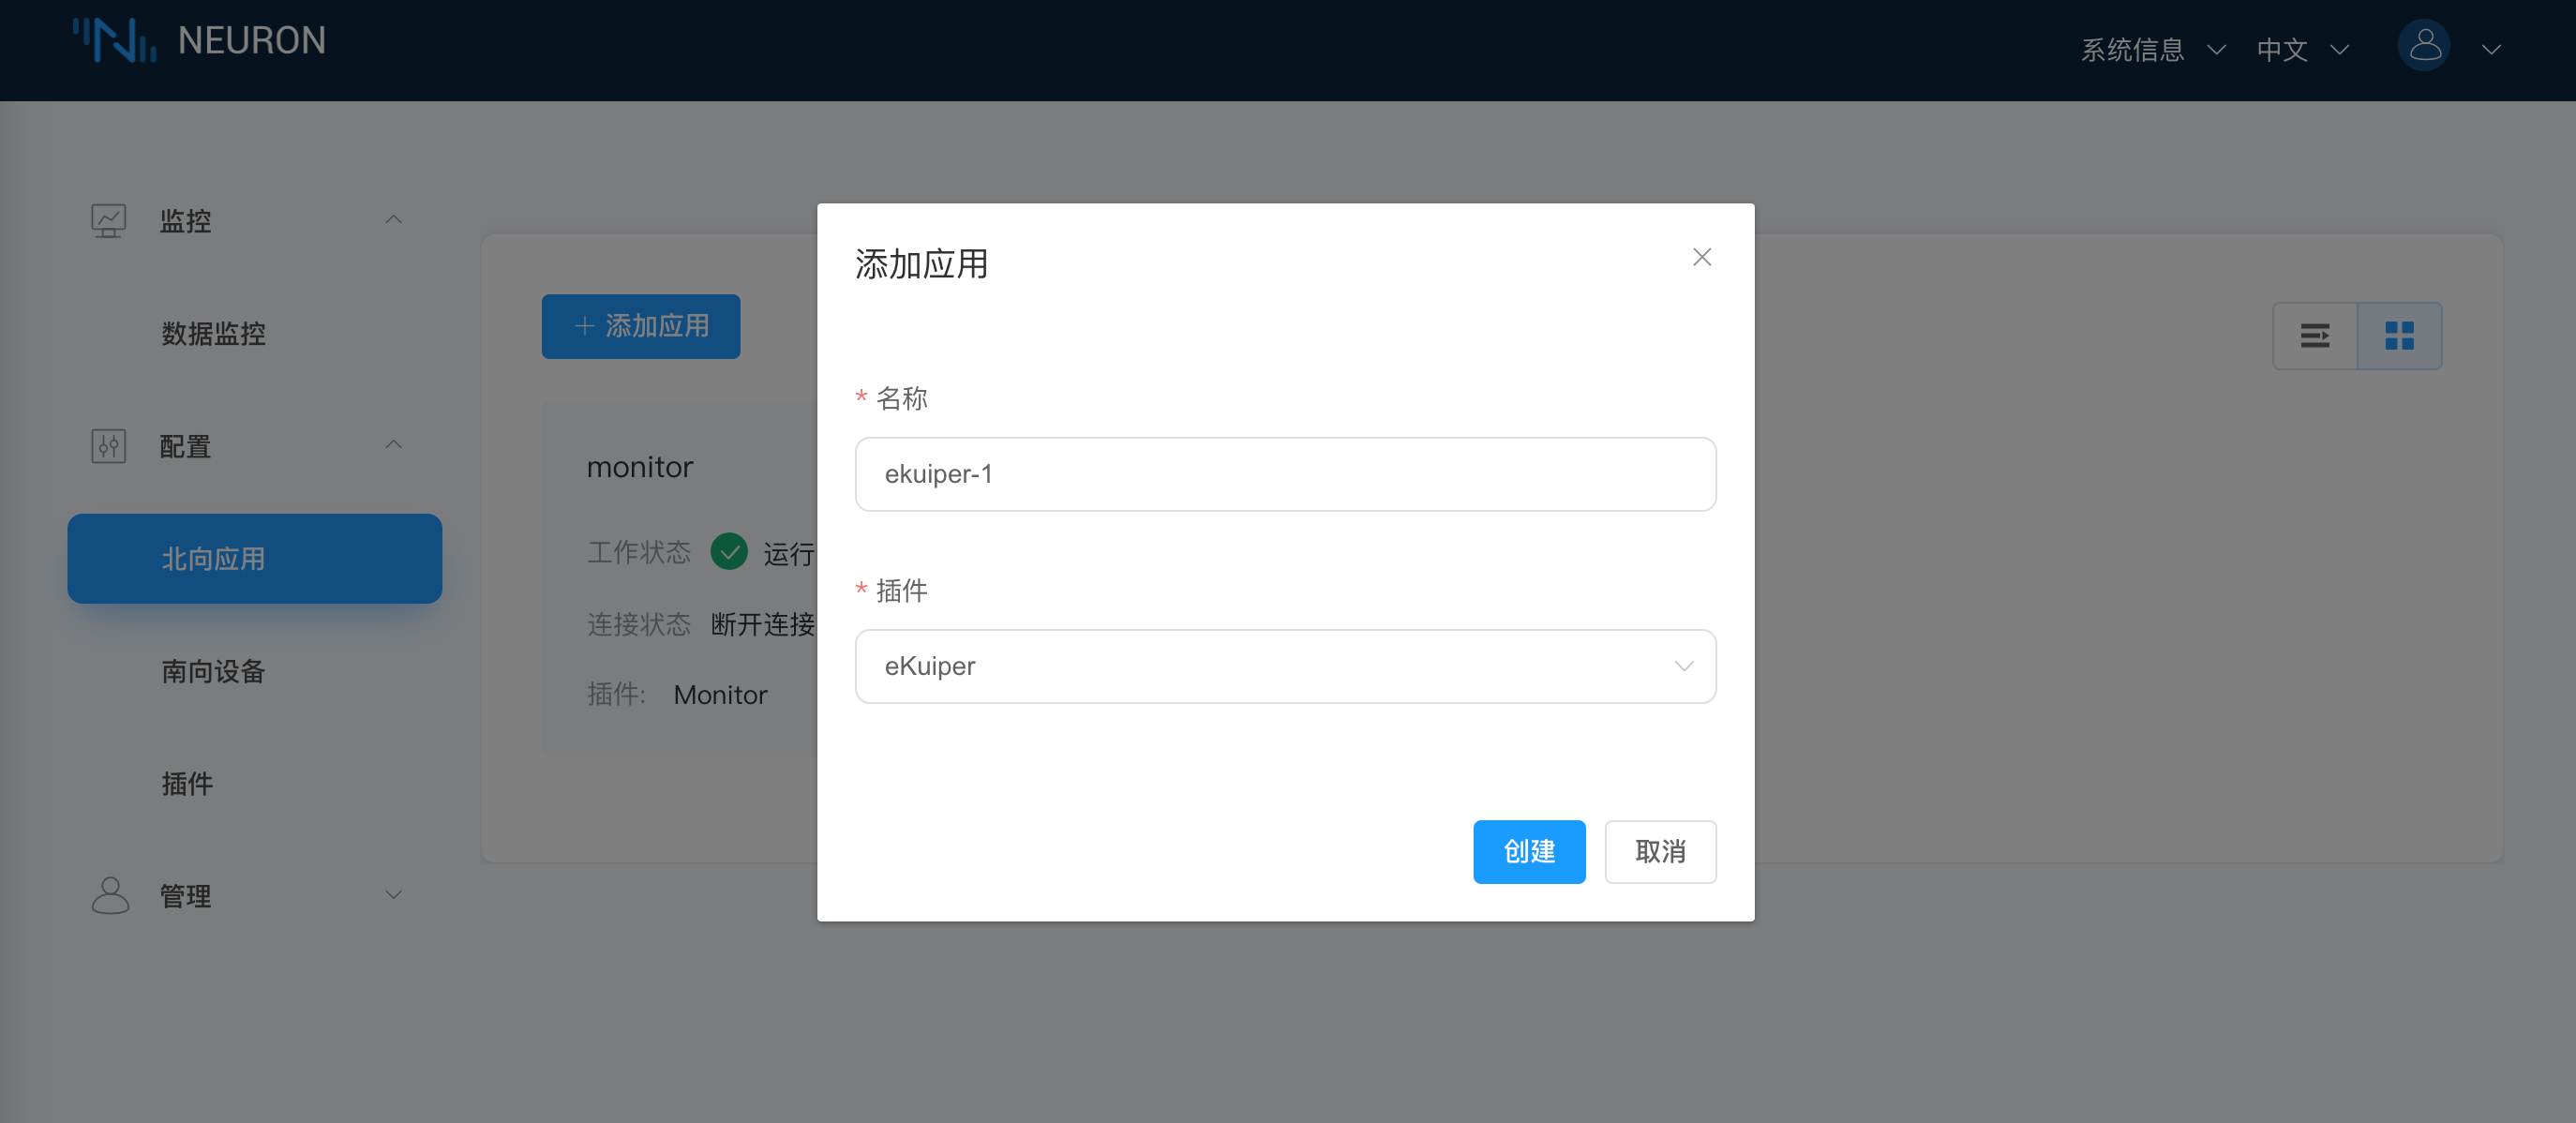 NEURON
系统信息
中文
监控
数据监控
配置
北向应用
南向设备
插件
管理
+ 添加应用
monitor
工作状态 运行
连接状态 断开连接
插件: Monitor
添加应用
* 名称
ekuiper-1
* 插件
eKuiper
创建
取消